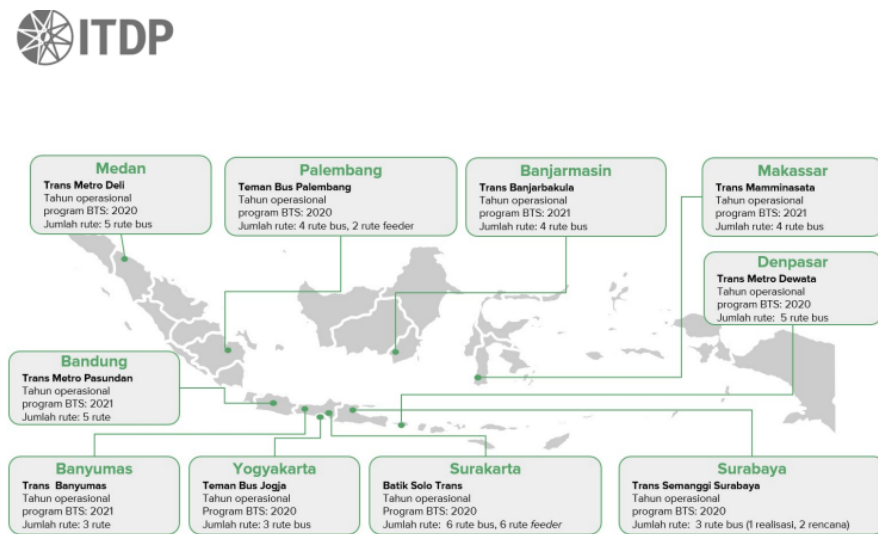 ITDP
Medan
Trans Metro Deli
Tahun operasional
program BTS: 2020
Jumlah rute: 5 rute bus
Palembang
Teman Bus Palembang
Tahun operasional
program BTS: 2020
Jumlah rute: 4 rute bus, 2 rute feeder
Banjarmasin
Trans Banjarbakula
Tahun operasional
program BTS: 2021
Jumlah rute: 4 rute bus
Makassar
Trans Mamminasata
Tahun operasional
program BTS: 2021
Jumlah rute: 4 rute bus
Denpasar
Trans Metro Dewata
Tahun operasional
program BTS: 2020
Jumlah rute: 5 rute bus
Bandung
Trans Metro Pasundan
Tahun operasional
program BTS: 2021
Jumlah rute: 5 rute
Banyumas
Trans Banyumas
Tahun operasional
program BTS: 2021
Jumlah rute: 3 rute
Yogyakarta
Teman Bus Jogja
Tahun operasional
Program BTS: 2020
Jumlah rute: 3 rute bus
Surakarta
Batik Solo Trans
Tahun operasional
Program BTS: 2020
Jumlah rute: 6 rute bus, 6 rute feeder
Surabaya
Trans Semanggi Surabaya
Tahun operasional
program BTS: 2020
Jumlah rute: 3 rute bus (1 realisasi, 2 rencana)